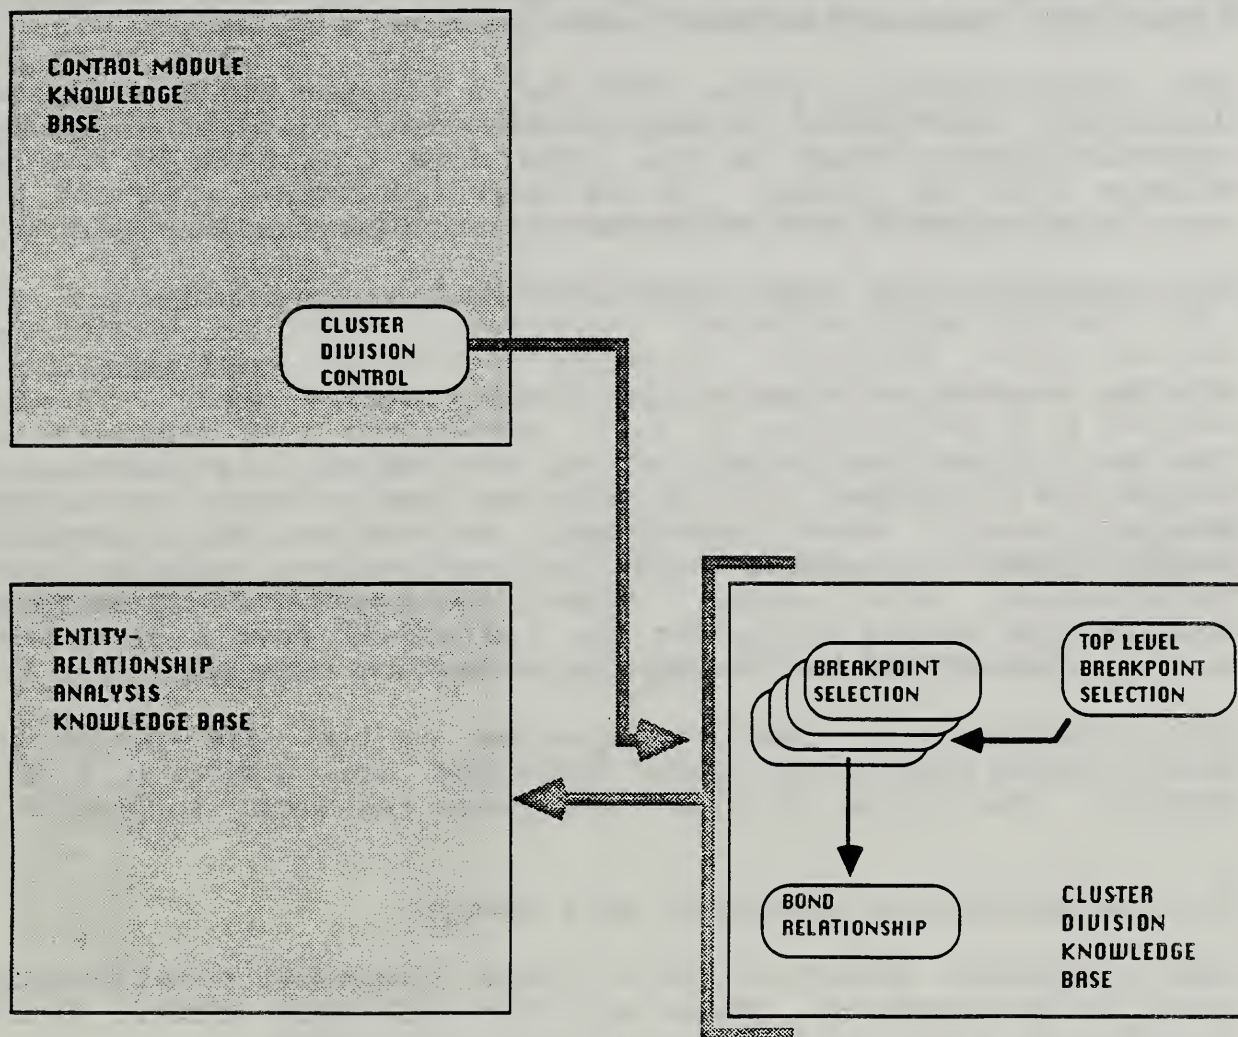 CONTROL MODULE
KNOWLEDGE
BASE
CLUSTER
DIVISION
CONTROL
ENTITY-
RELATIONSHIP
ANALYSIS
KNOWLEDGE BASE
BREAKPOINT
SELECTION
TOP LEVEL
BREAKPOINT
SELECTION
BOND
RELATIONSHIP
CLUSTER
DIVISION
KNOWLEDGE
BASE